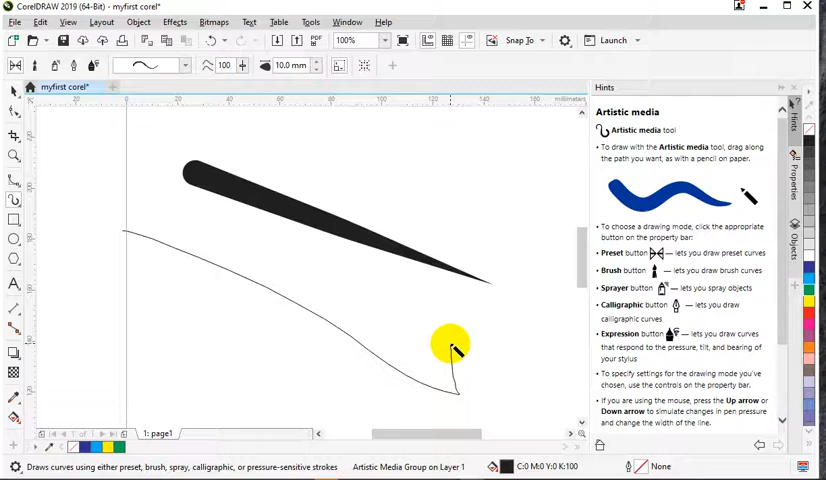 CorelDRAW 2019 (64-Bit) - myfirst corel*
File Edit View Layout Object Effects Bitmaps Text Table Tools Window Help
PDF 100% Snap To Launch
100 10.0 mm
myfirst corel*
Hints
0 20 40 60 80 100 120 140 millimeters
Artistic media
Artistic media tool
• To draw with the Artistic media tool, drag along
the path you want, as with a pencil on paper.
• To choose a drawing mode, click the appropriate
button on the property bar:
Preset button — lets you draw preset curves
• Brush button — lets you draw brush curves
• Sprayer button — lets you spray objects
• Calligraphic button — lets you draw
calligraphic curves
• Expression button — lets you draw curves
that respond to the pressure, tilt, and bearing of
your stylus
• To specify settings for the drawing mode you've
chosen, use the controls on the property bar.
• If you are using the mouse, press the Up arrow or
Down arrow to simulate changes in pen pressure
and change the width of the line.
Hints
Properties
Objects
1 of 1
1: page1
Draws curves using either preset, brush, spray, calligraphic, or pressure-sensitive strokes Artistic Media Group on Layer 1 C:0 M:0 Y:0 K:100 None